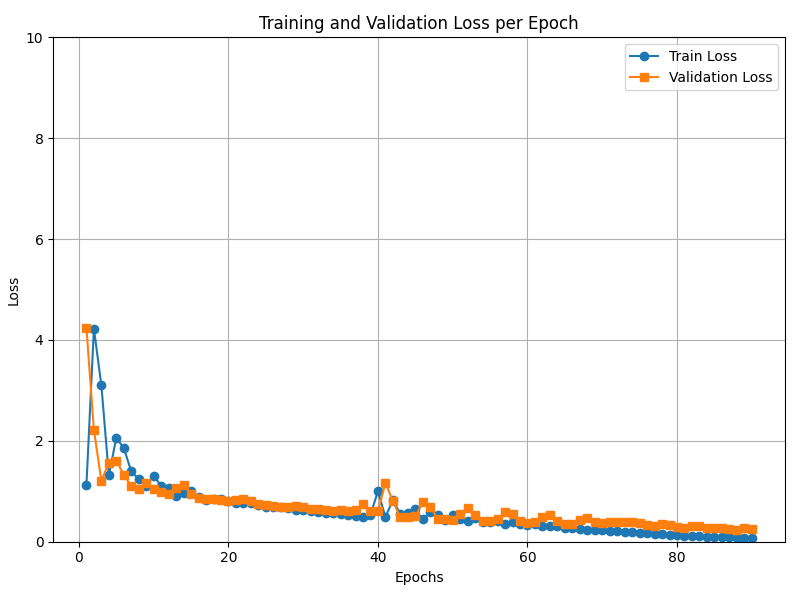 Training and Validation Loss per Epoch
10
8
6
4
2
0
Loss
Train Loss
Validation Loss
0 20 40 60 80
Epochs